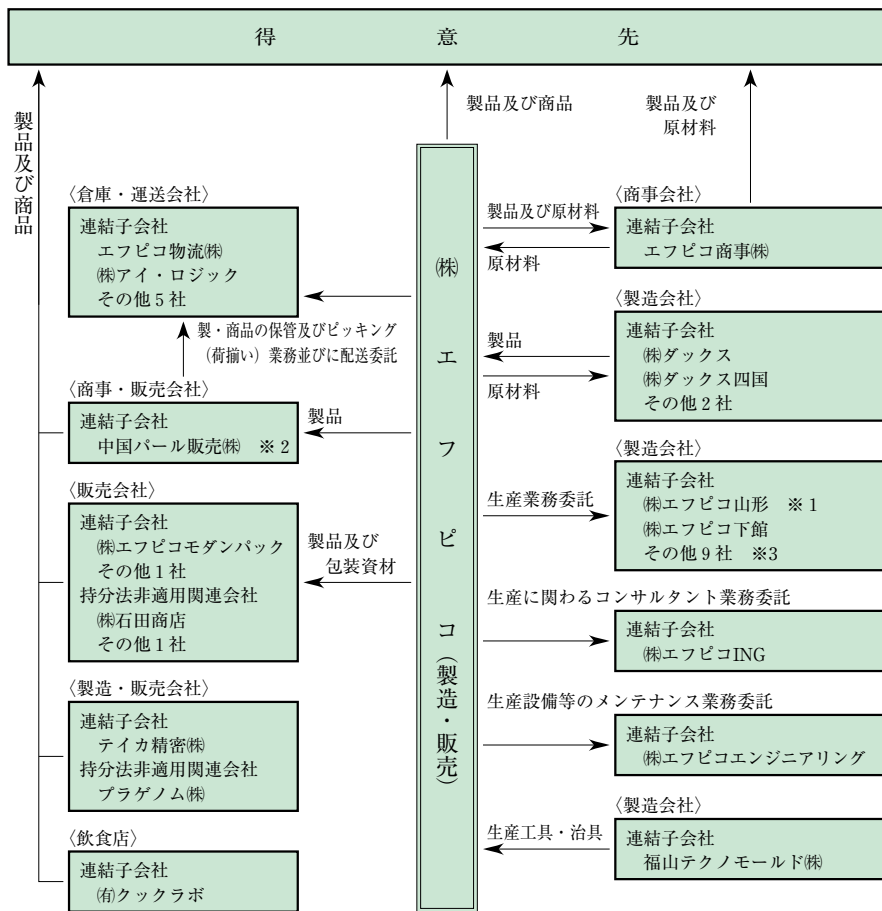 得意先
製品及び商品
製品及び商品
製品及び
原材料
〈倉庫・運送会社〉
連結子会社
エフピコ物流㈱
㈱アイ・ロジック
その他5社
製・商品の保管及びピッキング
（荷揃い）業務並びに配送委託
〈商事・販売会社〉
連結子会社
中国パール販売㈱　※2
製品
〈販売会社〉
連結子会社
㈱エフピコモダンパック
その他1社
持分法非適用関連会社
㈱石田商店
その他1社
製品及び
包装資材
〈製造・販売会社〉
連結子会社
テイカ精密㈱
持分法非適用関連会社
プラゲノム㈱
〈飲食店〉
連結子会社
㈲クックラボ
㈱エフピコ（製造・販売）
〈商事会社〉
製品及び原材料
原材料
連結子会社
エフピコ商事㈱
〈製造会社〉
製品
原材料
連結子会社
㈱ダックス
㈱ダックス四国
その他2社
〈製造会社〉
生産業務委託
連結子会社
㈱エフピコ山形　※1
㈱エフピコ下館
その他9社　※3
生産に関わるコンサルタント業務委託
連結子会社
㈱エフピコING
生産設備等のメンテナンス業務委託
連結子会社
㈱エフピコエンジニアリング
〈製造会社〉
生産工具・治具
連結子会社
福山テクノモールド㈱